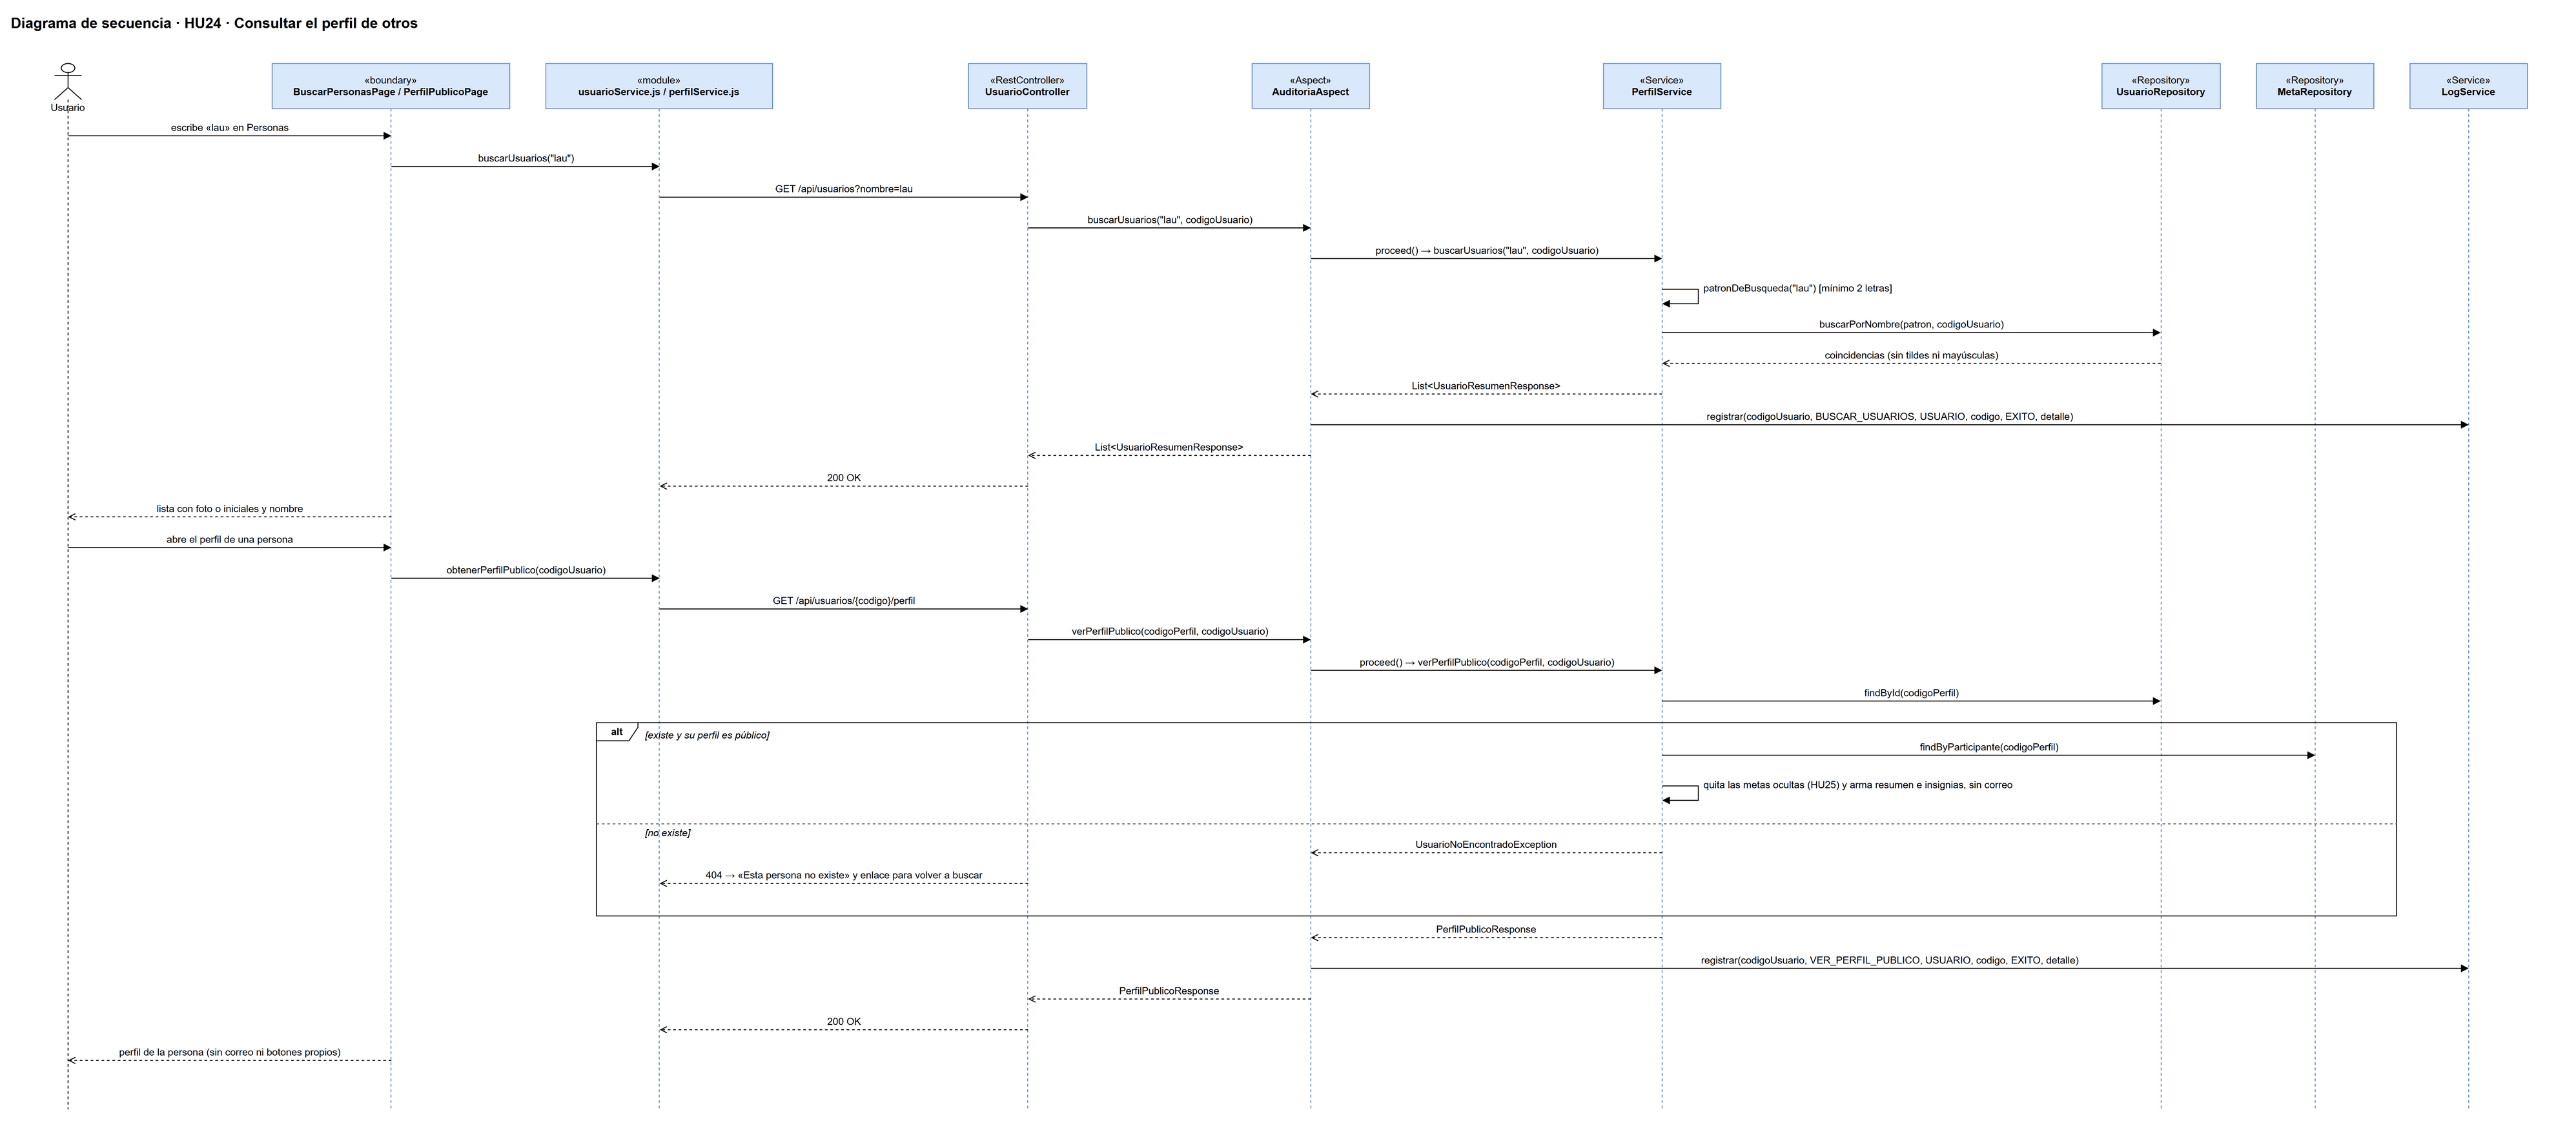 Diagrama de secuencia · HU24 · Consultar el perfil de otros
Usuario
«boundary»
BuscarPersonasPage / PerfilPublicoPage
«module»
usuarioService.js / perfilService.js
«RestController»
UsuarioController
«Aspect»
AuditoriaAspect
«Service»
PerfilService
«Repository»
UsuarioRepository
«Repository»
MetaRepository
«Service»
LogService
escribe «lau» en Personas
buscarUsuarios("lau")
GET /api/usuarios?nombre=lau
buscarUsuarios("lau", codigoUsuario)
proceed() → buscarUsuarios("lau", codigoUsuario)
patronDeBusqueda("lau") [mínimo 2 letras]
buscarPorNombre(patron, codigoUsuario)
coincidencias (sin tildes ni mayúsculas)
List<UsuarioResumenResponse>
registrar(codigoUsuario, BUSCAR_USUARIOS, USUARIO, codigo, EXITO, detalle)
List<UsuarioResumenResponse>
200 OK
lista con foto o iniciales y nombre
abre el perfil de una persona
obtenerPerfilPublico(codigoUsuario)
GET /api/usuarios/{codigo}/perfil
verPerfilPublico(codigoPerfil, codigoUsuario)
proceed() → verPerfilPublico(codigoPerfil, codigoUsuario)
findById(codigoPerfil)
alt
[existe y su perfil es público]
findByParticipante(codigoPerfil)
quita las metas ocultas (HU25) y arma resumen e insignias, sin correo
[no existe]
UsuarioNoEncontradoException
404 → «Esta persona no existe» y enlace para volver a buscar
PerfilPublicoResponse
registrar(codigoUsuario, VER_PERFIL_PUBLICO, USUARIO, codigo, EXITO, detalle)
PerfilPublicoResponse
200 OK
perfil de la persona (sin correo ni botones propios)